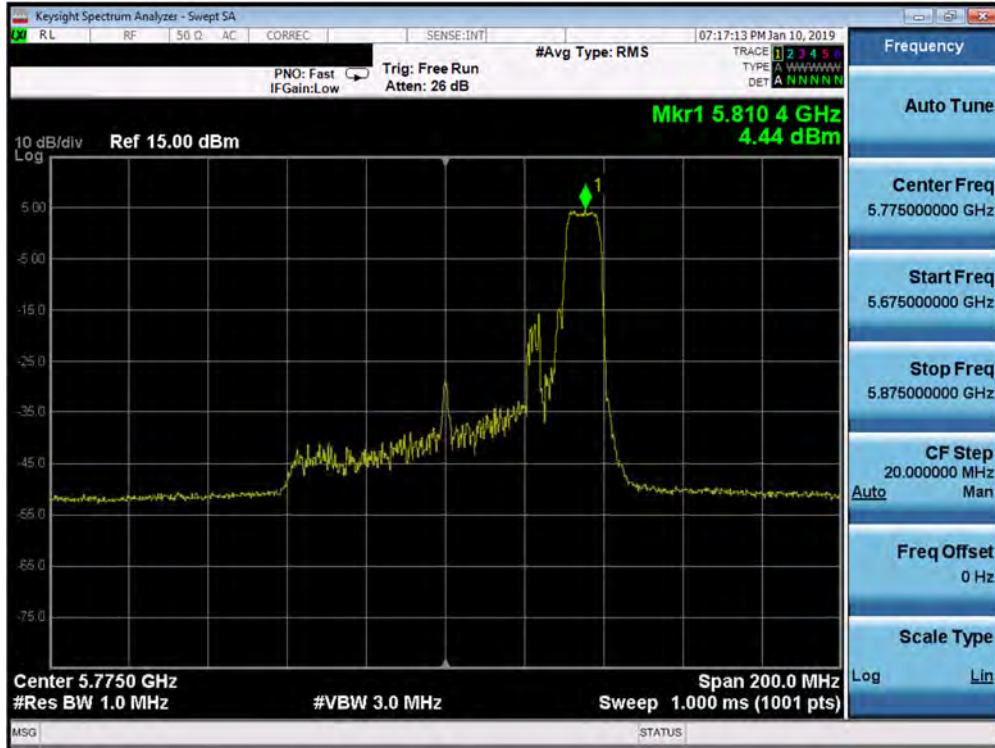 Keysight Spectrum Analyzer - Swept SA
RL RF 50 Ω AC CORREC SENSE:INT 07:17:13 PM Jan 10, 2019
#Avg Type: RMS TRACE 1 2 3 4 5 6
PNO: Fast Trig: Free Run TYPE A WWWWW
IFGain:Low Atten: 26 dB DET A N N N N N
Mkr1 5.810 4 GHz
4.44 dBm
10 dB/div Ref 15.00 dBm
Log
1
5.00
-5.00
-15.0
-25.0
-35.0
-45.0
-55.0
-65.0
-75.0
Center 5.7750 GHz Span 200.0 MHz
#Res BW 1.0 MHz #VBW 3.0 MHz Sweep 1.000 ms (1001 pts)
MSG STATUS
Frequency
Auto Tune
Center Freq
5.775000000 GHz
Start Freq
5.675000000 GHz
Stop Freq
5.875000000 GHz
CF Step
20.000000 MHz
Auto Man
Freq Offset
0 Hz
Scale Type
Log Lin